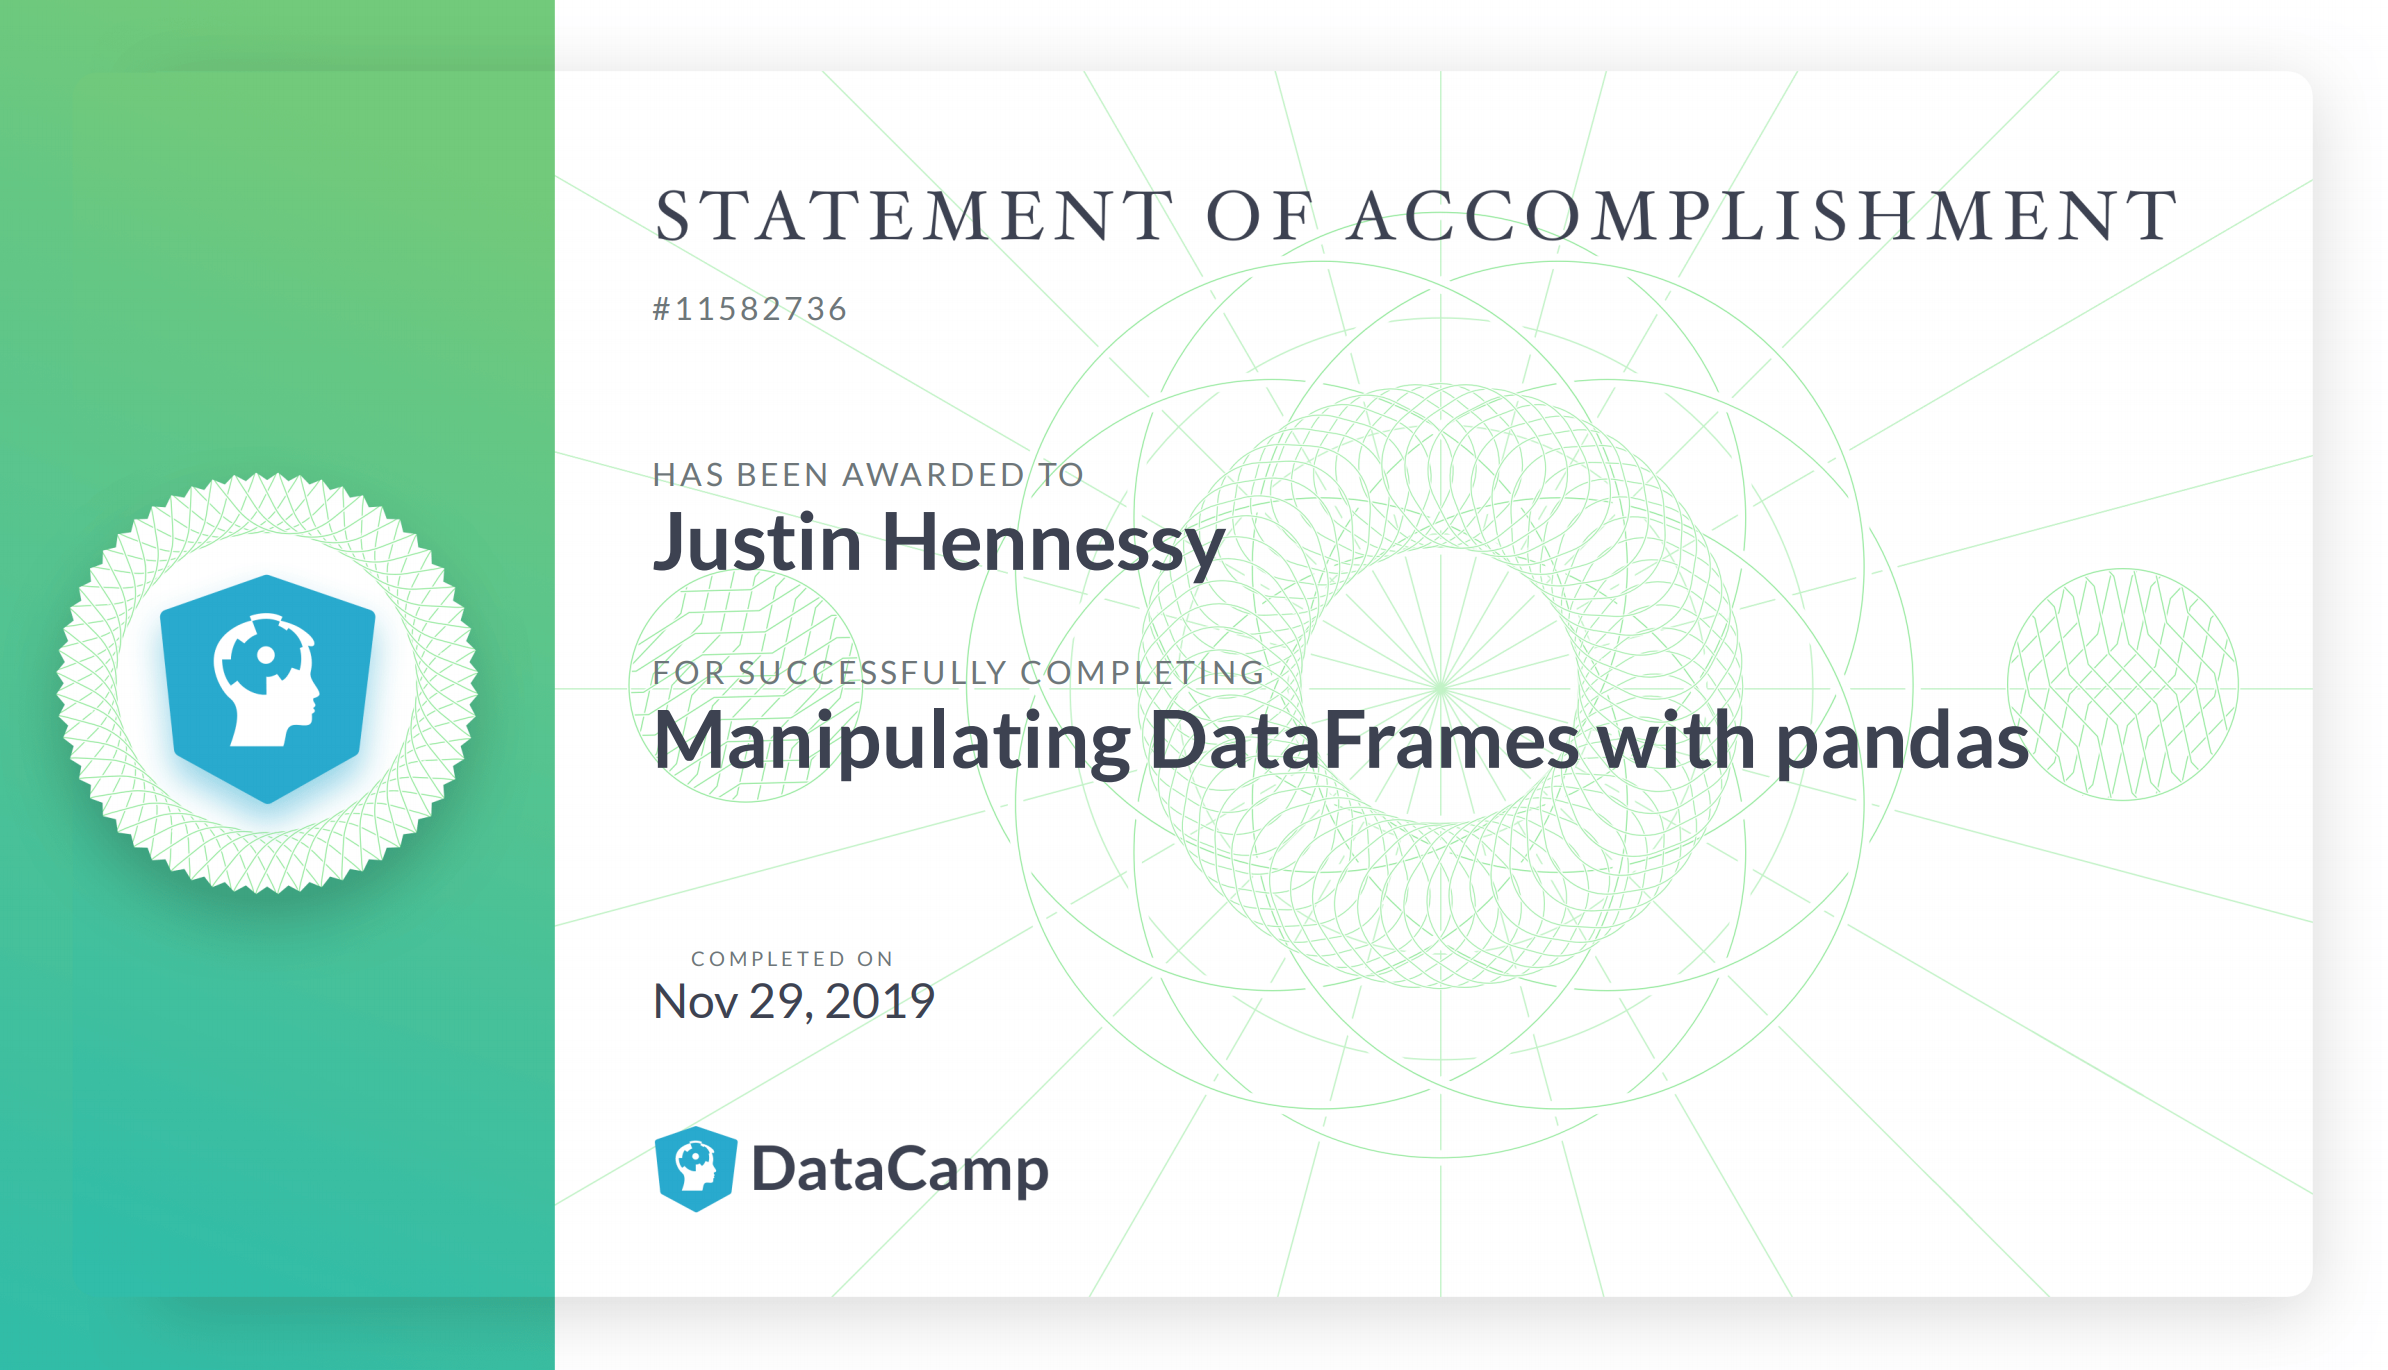 STATEMENT OF ACCOMPLISHMENT
#11582736
HAS BEEN AWARDED TO
Justin Hennessy
FOR SUCCESSFULLY COMPLETING
Manipulating DataFrames with pandas
COMPLETED ON
Nov 29, 2019
DataCamp